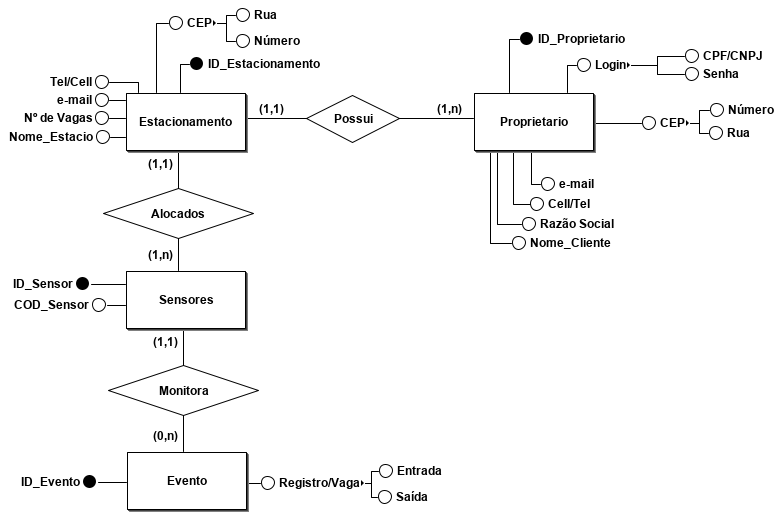 Rua
CEP
Número
ID_Estacionamento
Tel/Cell
e-mail
Nº de Vagas
Nome_Estacio
Estacionamento
(1,1)
Possui
(1,n)
ID_Proprietario
Login
CPF/CNPJ
Senha
Proprietario
CEP
Número
Rua
e-mail
Cell/Tel
Razão Social
Nome_Cliente
(1,1)
Alocados
(1,n)
ID_Sensor
COD_Sensor
Sensores
(1,1)
Monitora
(0,n)
ID_Evento
Evento
Registro/Vaga
Entrada
Saída